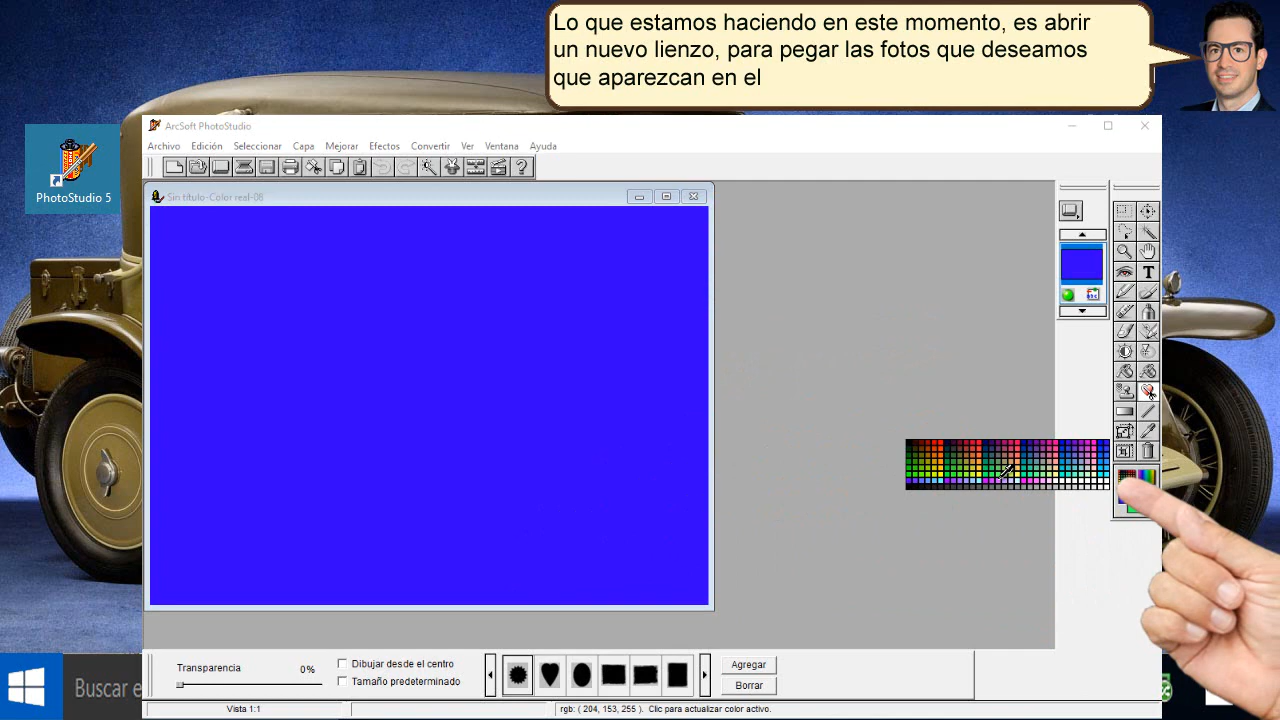 Lo que estamos haciendo en este momento, es abrir
un nuevo lienzo, para pegar las fotos que deseamos
que aparezcan en el
ArcSoft PhotoStudio
Archivo Edición Seleccionar Capa Mejorar Efectos Convertir Ver Ventana Ayuda
PhotoStudio 5
Sin título-Color real-08
T
abc
Transparencia 0%
Dibujar desde el centro
Tamaño predeterminado
Agregar
Borrar
Buscar e
Vista 1:1
rgb: ( 204, 153, 255 ). Clic para actualizar color activo.